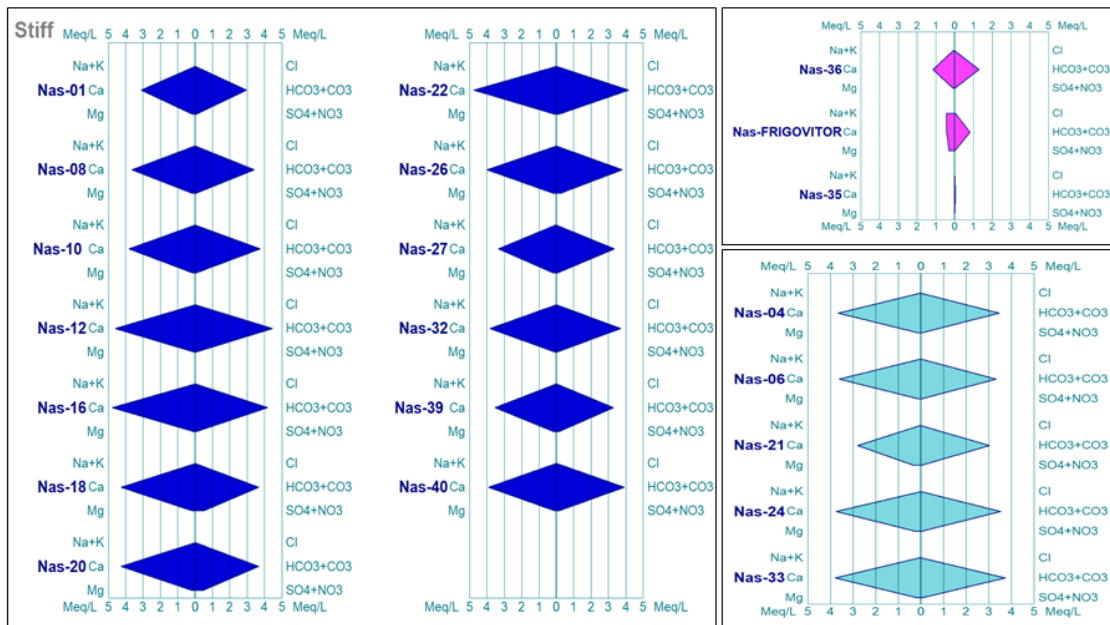 Stiff
Meq/L 5 4 3 2 1 0 1 2 3 4 5 Meq/L
Na+K Cl
Nas-01 Ca HCO3+CO3
Mg SO4+NO3
Na+K Cl
Nas-08 Ca HCO3+CO3
Mg SO4+NO3
Na+K Cl
Nas-10 Ca HCO3+CO3
Mg SO4+NO3
Na+K Cl
Nas-12 Ca HCO3+CO3
Mg SO4+NO3
Na+K Cl
Nas-16 Ca HCO3+CO3
Mg SO4+NO3
Na+K Cl
Nas-18 Ca HCO3+CO3
Mg SO4+NO3
Na+K Cl
Nas-20 Ca HCO3+CO3
Mg SO4+NO3
Meq/L 5 4 3 2 1 0 1 2 3 4 5 Meq/L
Meq/L 5 4 3 2 1 0 1 2 3 4 5 Meq/L
Na+K Cl
Nas-22 Ca HCO3+CO3
Mg SO4+NO3
Na+K Cl
Nas-26 Ca HCO3+CO3
Mg SO4+NO3
Na+K Cl
Nas-27 Ca HCO3+CO3
Mg SO4+NO3
Na+K Cl
Nas-32 Ca HCO3+CO3
Mg SO4+NO3
Na+K Cl
Nas-39 Ca HCO3+CO3
Mg SO4+NO3
Na+K Cl
Nas-40 Ca HCO3+CO3
Mg SO4+NO3
Meq/L 5 4 3 2 1 0 1 2 3 4 5 Meq/L
Meq/L 5 4 3 2 1 0 1 2 3 4 5 Meq/L
Na+K Cl
Nas-36 Ca HCO3+CO3
Mg SO4+NO3
Na+K Cl
Nas-FRIGOVITOR Ca HCO3+CO3
Mg SO4+NO3
Na+K Cl
Nas-35 Ca HCO3+CO3
Mg SO4+NO3
Meq/L 5 4 3 2 1 0 1 2 3 4 5 Meq/L
Meq/L 5 4 3 2 1 0 1 2 3 4 5 Meq/L
Na+K Cl
Nas-04 Ca HCO3+CO3
Mg SO4+NO3
Na+K Cl
Nas-06 Ca HCO3+CO3
Mg SO4+NO3
Na+K Cl
Nas-21 Ca HCO3+CO3
Mg SO4+NO3
Na+K Cl
Nas-24 Ca HCO3+CO3
Mg SO4+NO3
Na+K Cl
Nas-33 Ca HCO3+CO3
Mg SO4+NO3
Meq/L 5 4 3 2 1 0 1 2 3 4 5 Meq/L